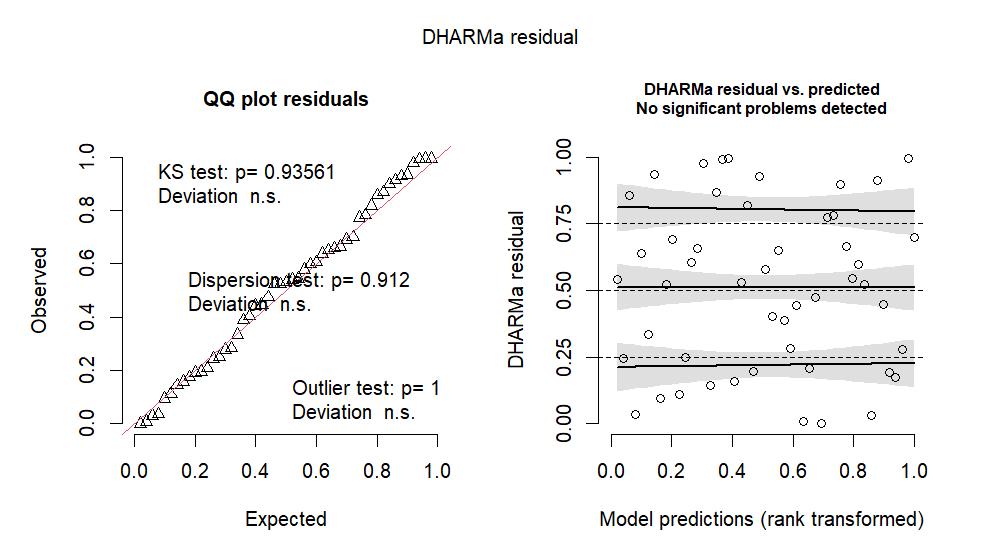 DHARMa residual
QQ plot residuals
KS test: p= 0.93561
Deviation n.s.
Dispersion test: p= 0.912
Deviation n.s.
Outlier test: p= 1
Deviation n.s.
Observed
0.0 0.2 0.4 0.6 0.8 1.0
0.0 0.2 0.4 0.6 0.8 1.0
Expected
DHARMa residual vs. predicted
No significant problems detected
DHARMa residual
0.00 0.25 0.50 0.75 1.00
0.0 0.2 0.4 0.6 0.8 1.0
Model predictions (rank transformed)